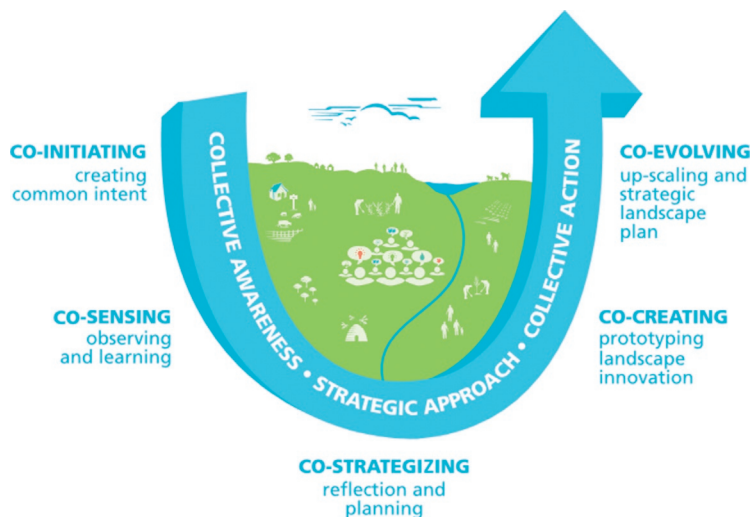 CO-INITIATING
creating
common intent
CO-SENSING
observing
and learning
COLLECTIVE AWARENESS • STRATEGIC APPROACH • COLLECTIVE ACTION
CO-STRATEGIZING
reflection and
planning
CO-CREATING
prototyping
landscape
innovation
CO-EVOLVING
up-scaling and
strategic
landscape
plan